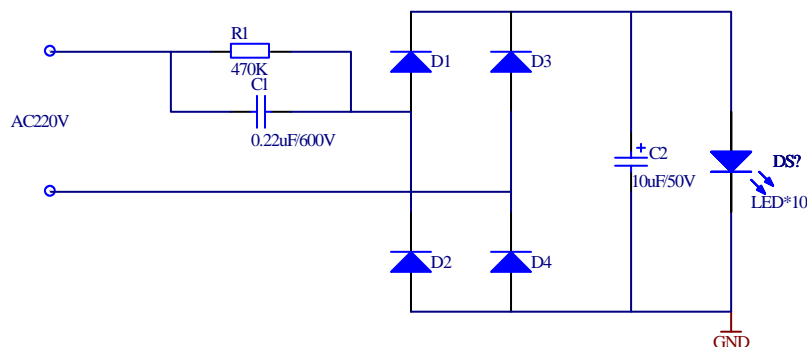 R1
470K
C1
0.22uF/600V
AC220V
D1
D3
C2
10uF/50V
DS?
LED*10
D2
D4
GND